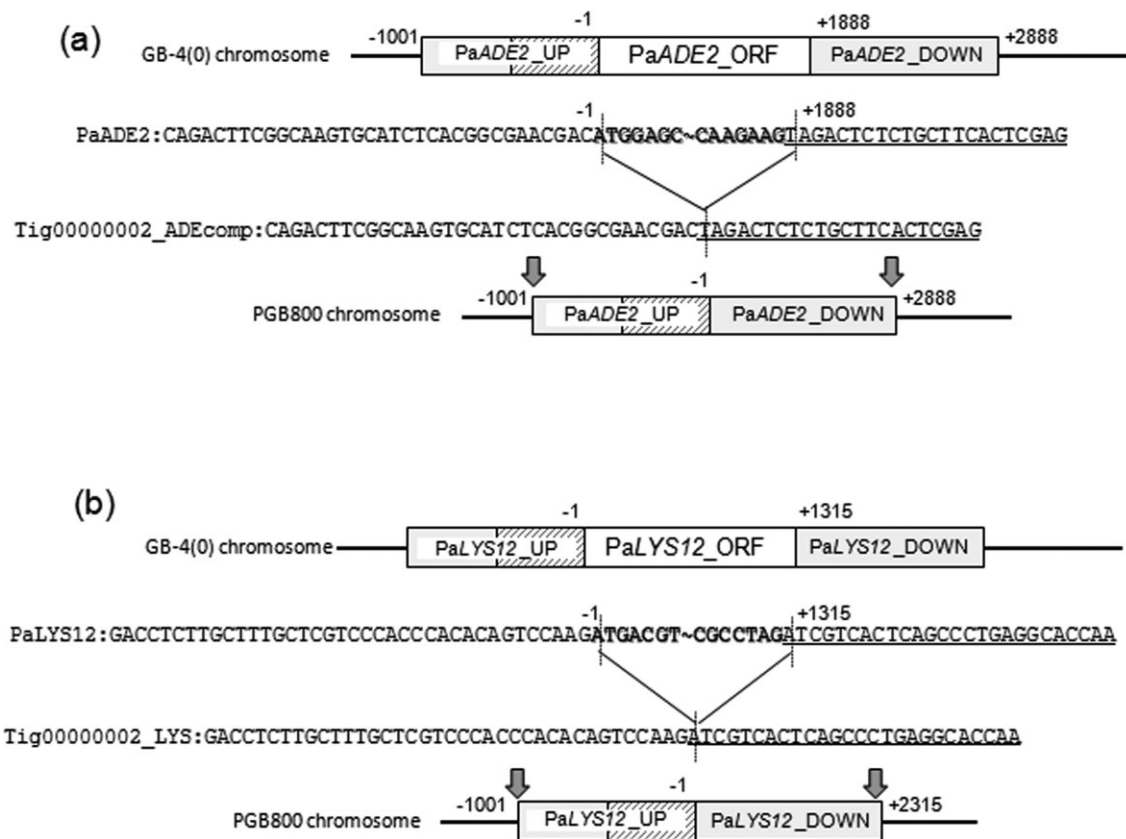 (a)
-1
+1888
GB-4(0) chromosome
-1001
PaADE2_UP
PaADE2_ORF
PaADE2_DOWN
+2888
-1
+1888
PaADE2:CAGACTTCGGCAAGTGCATCTCACGGCGAACGACATGGAGC~CAAGAAGTAGACTCTCTGCTTCACTCGAG
Tig00000002_ADEcomp:CAGACTTCGGCAAGTGCATCTCACGGCGAACGACTAGACTCTCTGCTTCACTCGAG
-1
-1001
+2888
PGB800 chromosome
PaADE2_UP
PaADE2_DOWN
(b)
-1
+1315
GB-4(0) chromosome
PaLYS12_UP
PaLYS12_ORF
PaLYS12_DOWN
-1
+1315
PaLYS12:GACCTCTTGCTTTGCTCGTCCCACCCACACAGTCCAAGATGACGT~CGCCTAGATCGTCACTCAGCCCTGAGGCACCAA
Tig00000002_LYS:GACCTCTTGCTTTGCTCGTCCCACCCACACAGTCCAAGATCGTCACTCAGCCCTGAGGCACCAA
-1
-1001
+2315
PGB800 chromosome
PaLYS12_UP
PaLYS12_DOWN